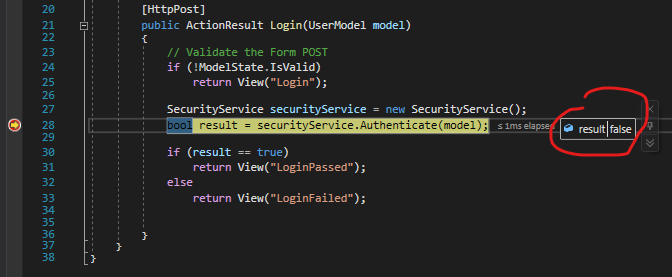 20 [HttpPost]
21 public ActionResult Login(UserModel model)
22 {
23 // Validate the Form POST
24 if (!ModelState.IsValid)
25 return View("Login");
26
27 SecurityService securityService = new SecurityService();
28 bool result = securityService.Authenticate(model); ≤ 1ms elapsed result false
29
30 if (result == true)
31 return View("LoginPassed");
32 else
33 return View("LoginFailed");
34
35
36 }
37 }
38 }